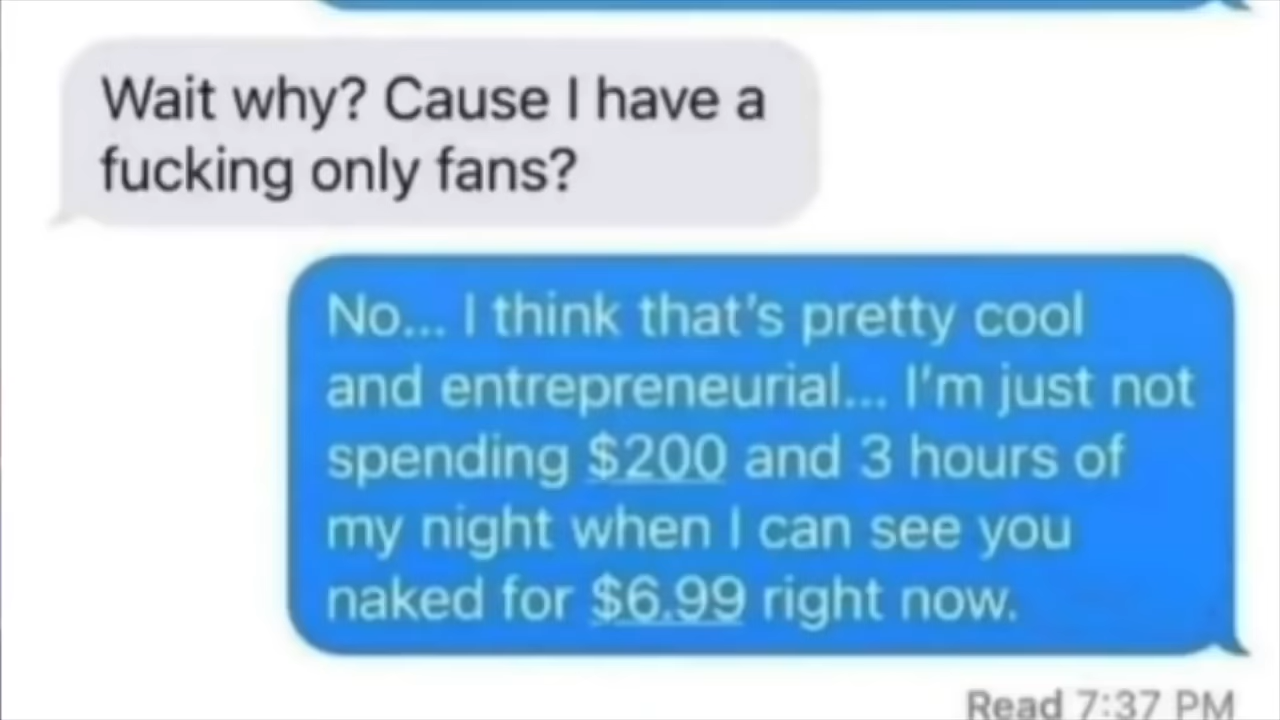 Wait why? Cause I have a
fucking only fans?
No... I think that's pretty cool
and entrepreneurial... I'm just not
spending $200 and 3 hours of
my night when I can see you
naked for $6.99 right now.
Read 7:37 PM